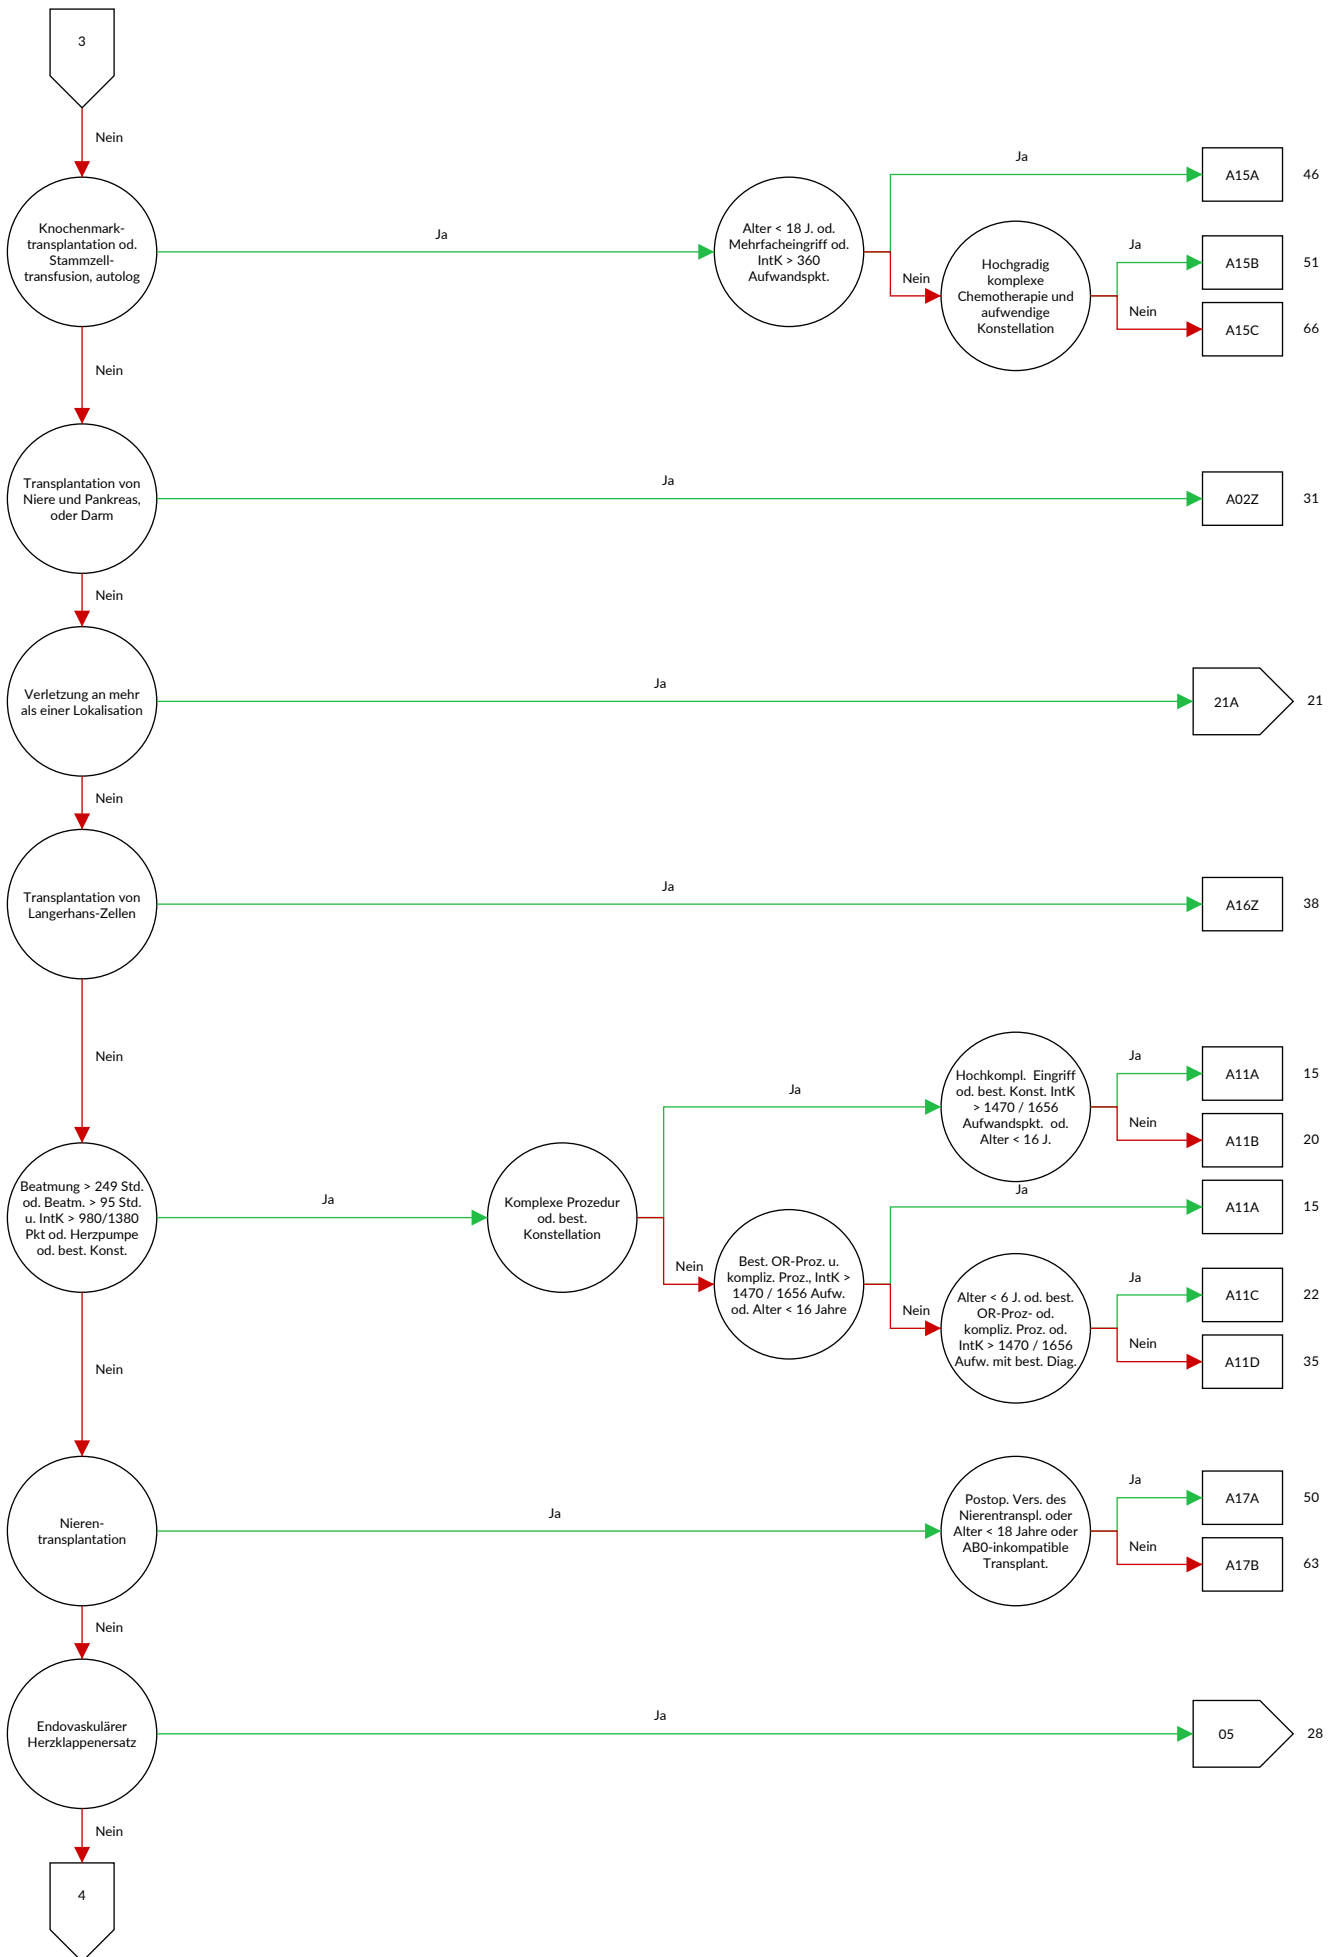 3
Nein
Knochenmark-
transplantation od.
Stammzell-
transfusion, autolog
Ja
Alter < 18 J. od.
Mehrfacheingriff od.
IntK > 360
Aufwandspkt.
Ja
A15A
46
Nein
Hochgradig
komplexe
Chemotherapie und
aufwendige
Konstellation
Ja
A15B
51
Nein
A15C
66
Nein
Transplantation von
Niere und Pankreas,
oder Darm
Ja
A02Z
31
Nein
Verletzung an mehr
als einer Lokalisation
Ja
21A
21
Nein
Transplantation von
Langerhans-Zellen
Ja
A16Z
38
Nein
Beatmung > 249 Std.
od. Beatm. > 95 Std.
u. IntK > 980/1380
Pkt od. Herzpumpe
od. best. Konst.
Ja
Komplexe Prozedur
od. best.
Konstellation
Ja
Hochkompl. Eingriff
od. best. Konst. IntK
> 1470 / 1656
Aufwandspkt. od.
Alter < 16 J.
Ja
A11A
15
Nein
A11B
20
Nein
Best. OR-Proz. u.
kompliz. Proz., IntK >
1470 / 1656 Aufw.
od. Alter < 16 Jahre
Ja
A11A
15
Nein
Alter < 6 J. od. best.
OR-Proz- od.
kompliz. Proz. od.
IntK > 1470 / 1656
Aufw. mit best. Diag.
Ja
A11C
22
Nein
A11D
35
Nein
Nieren-
transplantation
Ja
Postop. Vers. des
Nierentranspl. oder
Alter < 18 Jahre oder
AB0-inkompatible
Transplant.
Ja
A17A
50
Nein
A17B
63
Nein
Endovaskulärer
Herzklappenersatz
Ja
05
28
Nein
4